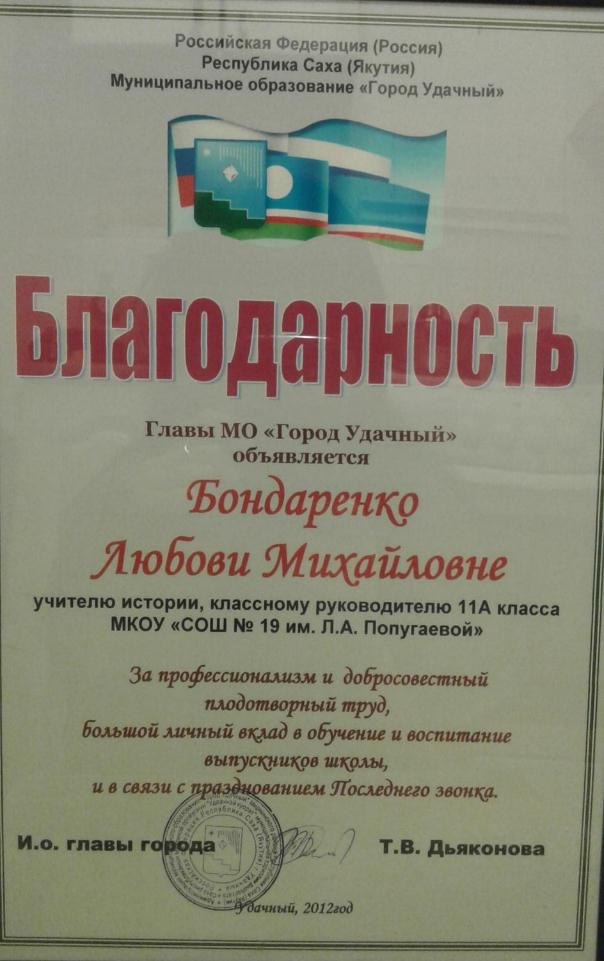 Российская Федерация (Россия)
Республика Саха (Якутия)
Муниципальное образование «Город Удачный»
Благодарность
Главы МО «Город Удачный»
объявляется
Бондаренко
Любови Михайловне
учителю истории, классному руководителю 11А класса
МКОУ «СОШ № 19 им. Л.А. Попугаевой»
За профессионализм и добросовестный
плодотворный труд,
большой личный вклад в обучение и воспитание
выпускников школы,
и в связи с празднованием Последнего звонка.
И.о. главы города Т.В. Дьяконова
Удачный, 2012год